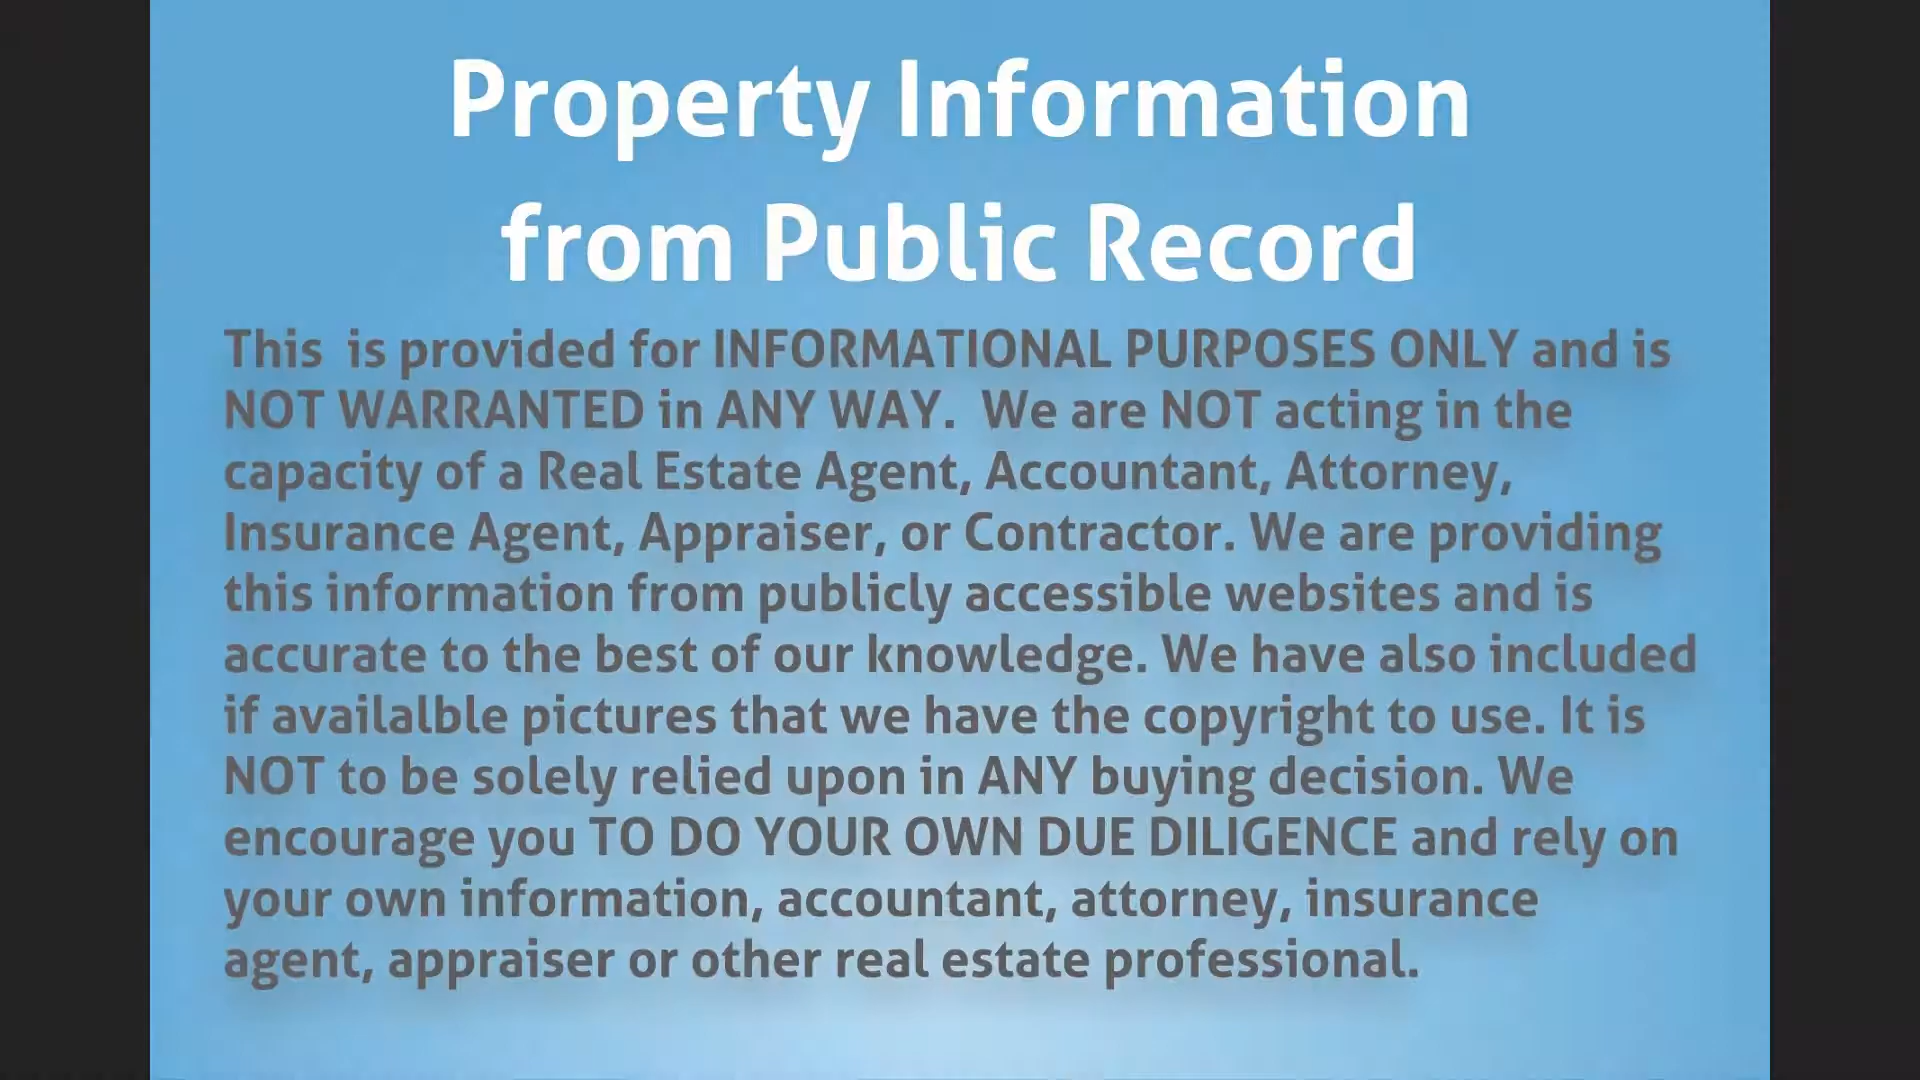 Property Information
from Public Record
This  is provided for INFORMATIONAL PURPOSES ONLY and is
NOT WARRANTED in ANY WAY.  We are NOT acting in the
capacity of a Real Estate Agent, Accountant, Attorney,
Insurance Agent, Appraiser, or Contractor. We are providing
this information from publicly accessible websites and is
accurate to the best of our knowledge. We have also included
if availalble pictures that we have the copyright to use. It is
NOT to be solely relied upon in ANY buying decision. We
encourage you TO DO YOUR OWN DUE DILIGENCE and rely on
your own information, accountant, attorney, insurance
agent, appraiser or other real estate professional.